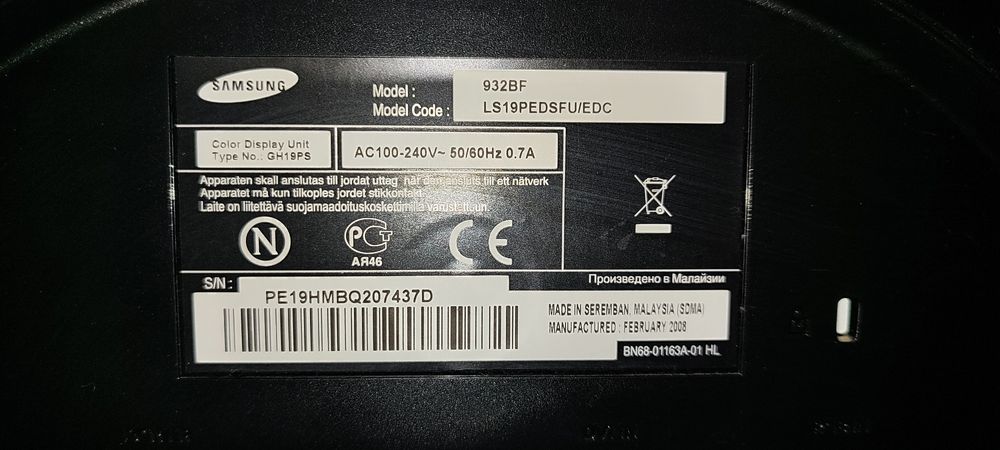 SAMSUNG
Model : 932BF
Model Code : LS19PEDSFU/EDC
Color Display Unit
Type No.: GH19PS
AC100-240V~ 50/60Hz 0.7A
Apparaten skall anslutas till jordat uttag när den ansluts till ett nätverk
Apparatet må kun tilkoples jordet stikkontakt
Laite on liitettävä suojamaadoituskoskettimilla varustettuun
N
РСТ
АЯ46
CE
Произведено в Малайзии
S/N :
PE19HMBQ207437D
MADE IN SEREMBAN, MALAYSIA (SDMA)
MANUFACTURED : FEBRUARY 2008
BN68-01163A-01 HL